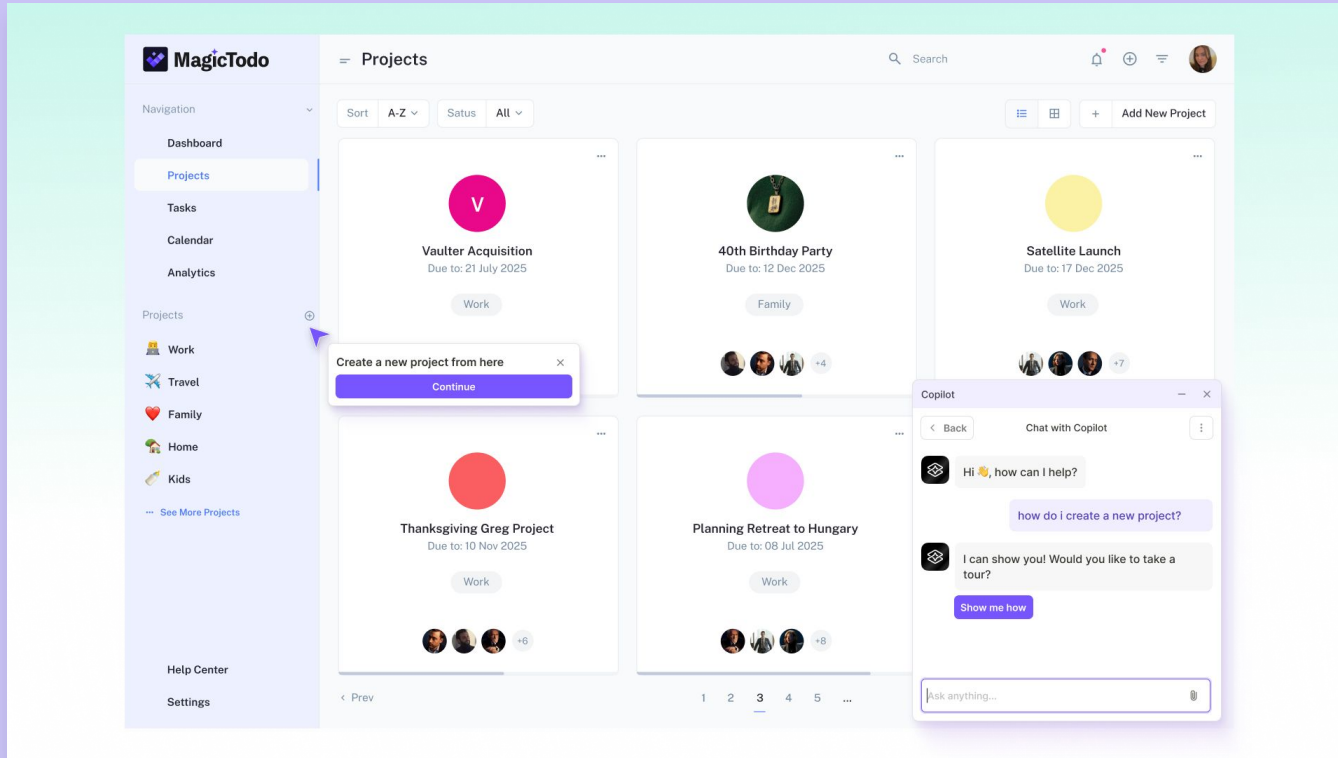 MagicTodo
Navigation
Dashboard
Projects
Tasks
Calendar
Analytics
Projects
Work
Travel
Family
Home
Kids
See More Projects
Help Center
Settings
Projects
Search
Sort
A-Z
Satus
All
+
Add New Project
V
Vaulter Acquisition
Due to: 21 July 2025
Work
40th Birthday Party
Due to: 12 Dec 2025
Family
+4
Satellite Launch
Due to: 17 Dec 2025
Work
+7
Create a new project from here
Continue
Thanksgiving Greg Project
Due to: 10 Nov 2025
Work
+6
Planning Retreat to Hungary
Due to: 08 Jul 2025
Work
+8
< Prev
1 2 3 4 5 ...
Copilot
< Back
Chat with Copilot
Hi 👋, how can I help?
how do i create a new project?
I can show you! Would you like to take a
tour?
Show me how
Ask anything...